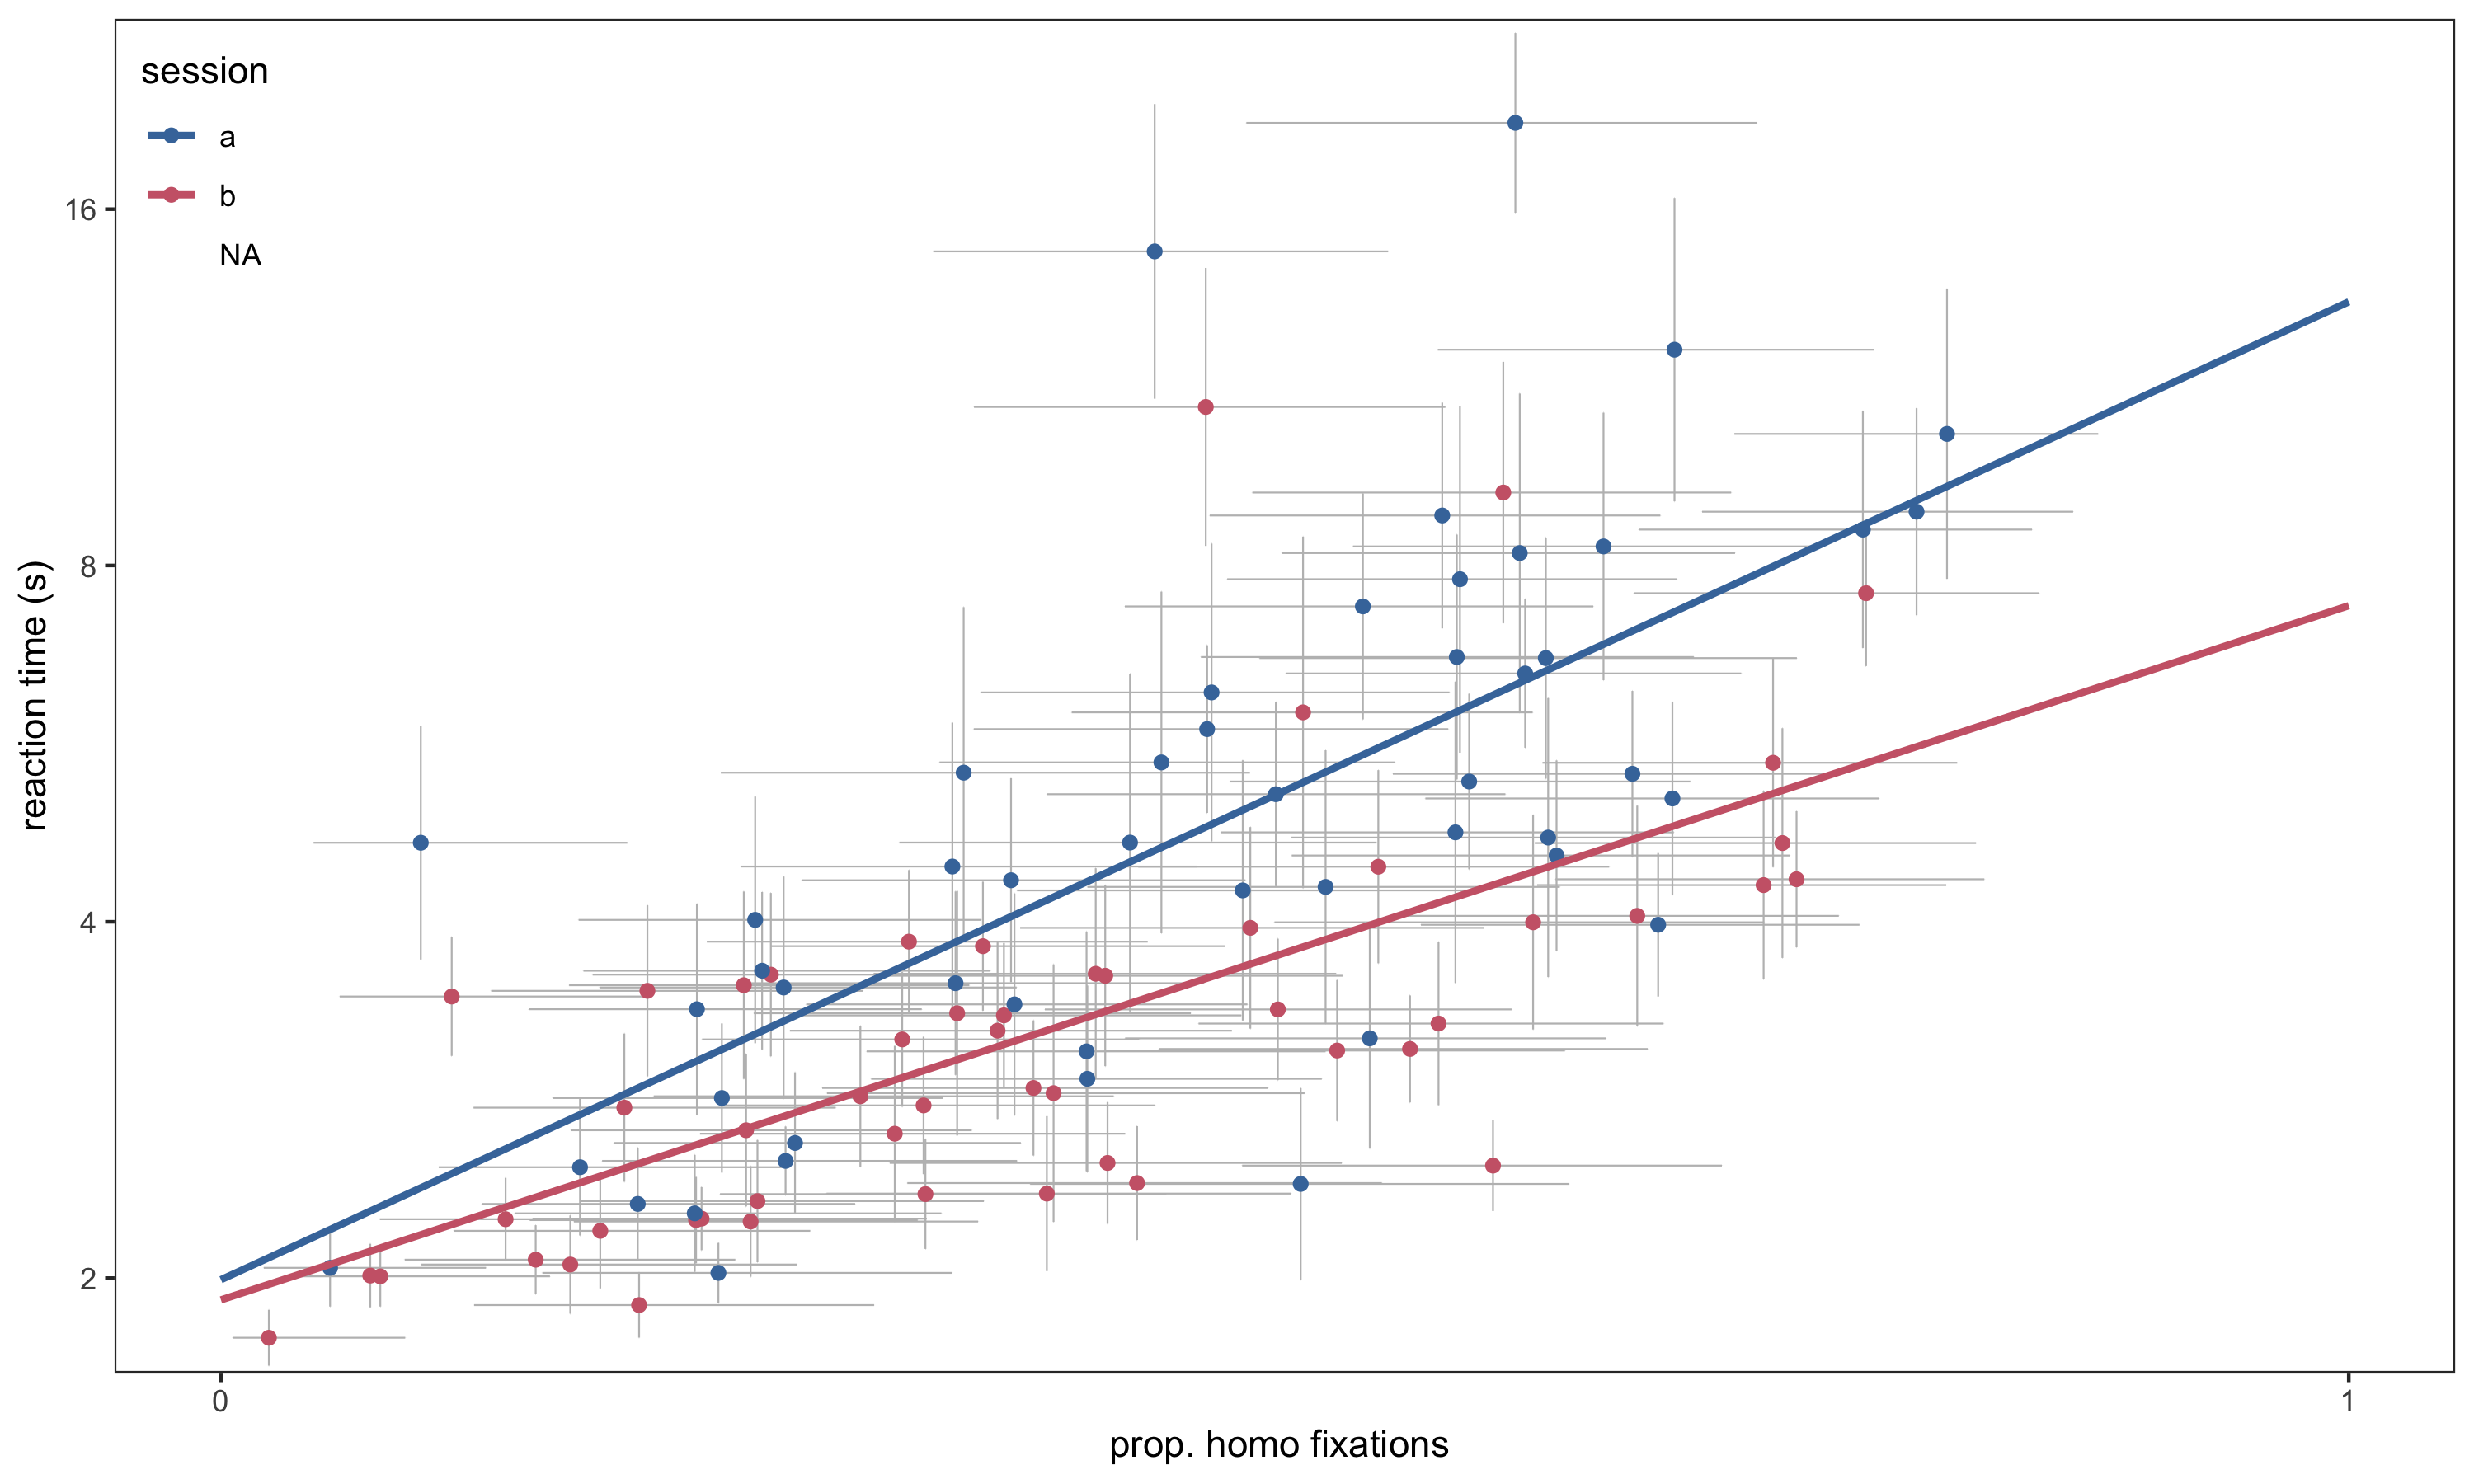 session
a
b
NA
16
8
4
2
reaction time (s)
0
1
prop. homo fixations